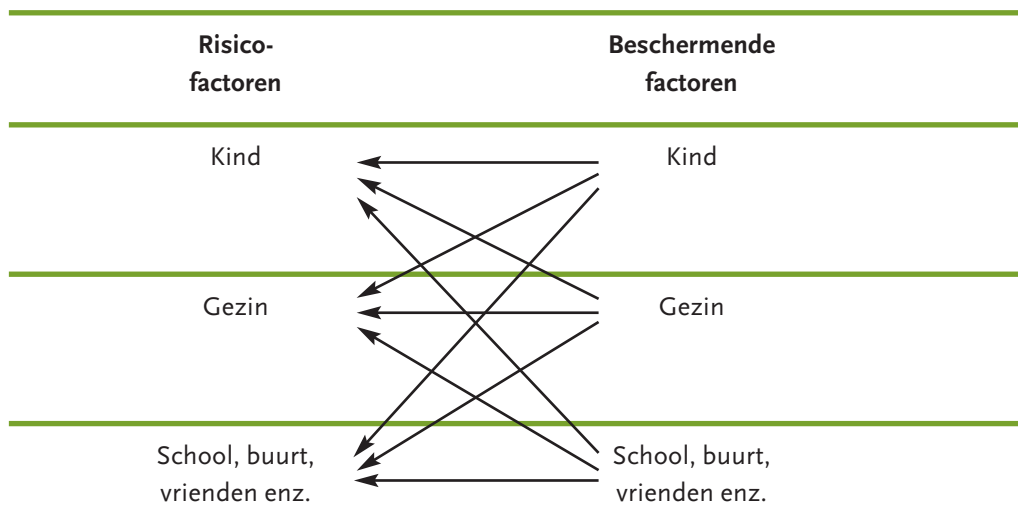 Risico-
factoren
Beschermende
factoren
Kind
Kind
Gezin
Gezin
School, buurt,
vrienden enz.
School, buurt,
vrienden enz.